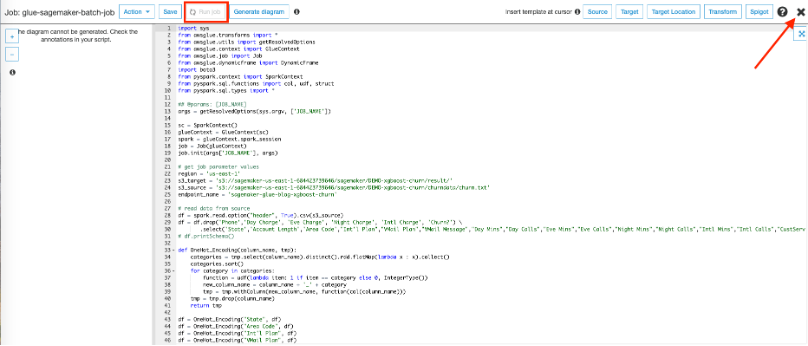 Job: glue-sagemaker-batch-job Action Save Run job Generate diagram Insert template at cursor Source Target Target Location Transform Spigot ?
The diagram cannot be generated. Check the
annotations in your script.
1 import sys
2 from awsglue.transforms import *
3 from awsglue.utils import getResolvedOptions
4 from awsglue.context import GlueContext
5 from awsglue.job import Job
6 from awsglue.dynamicframe import DynamicFrame
7 import boto3
8 from pyspark.context import SparkContext
9 from pyspark.sql.functions import col, udf, struct
10 from pyspark.sql.types import *
11
12 ## @params: [JOB_NAME]
13 args = getResolvedOptions(sys.argv, ['JOB_NAME'])
14
15 sc = SparkContext()
16 glueContext = GlueContext(sc)
17 spark = glueContext.spark_session
18 job = Job(glueContext)
19 job.init(args['JOB_NAME'], args)
20
21 # get job parameter values
22 region = 'us-east-1'
23 s3_target = 's3://sagemaker-us-east-1-604423739646/sagemaker/DEMO-xgboost-churn/result/'
24 s3_source = 's3://sagemaker-us-east-1-604423739646/sagemaker/DEMO-xgboost-churn/churndata/churn.txt'
25 endpoint_name = 'sagemaker-glue-blog-xgboost-churn'
26
27 # read data from source
28 df = spark.read.option("header", True).csv(s3_source)
29 df = df.drop('Phone','Day Charge', 'Eve Charge', 'Night Charge', 'Intl Charge', 'Churn?') \
30 .select("State","Account Length","Area Code","Int'l Plan","VMail Plan","VMail Message","Day Mins","Day Calls","Eve Mins","Eve Calls","Night Mins","Night Calls","Intl Mins","Intl Calls","CustServ
31 # df.printSchema()
32
33 def OneHot_Encoding(column_name, tmp):
34 categories = tmp.select(column_name).distinct().rdd.flatMap(lambda x : x).collect()
35 categories.sort()
36 for category in categories:
37 function = udf(lambda item: 1 if item == category else 0, IntegerType())
38 new_column_name = column_name + '_' + category
39 tmp = tmp.withColumn(new_column_name, function(col(column_name)))
40 tmp = tmp.drop(column_name)
41 return tmp
42
43 df = OneHot_Encoding("State", df)
44 df = OneHot_Encoding("Area Code", df)
45 df = OneHot_Encoding("Int'l Plan", df)
46 df = OneHot_Encoding("VMail Plan", df)